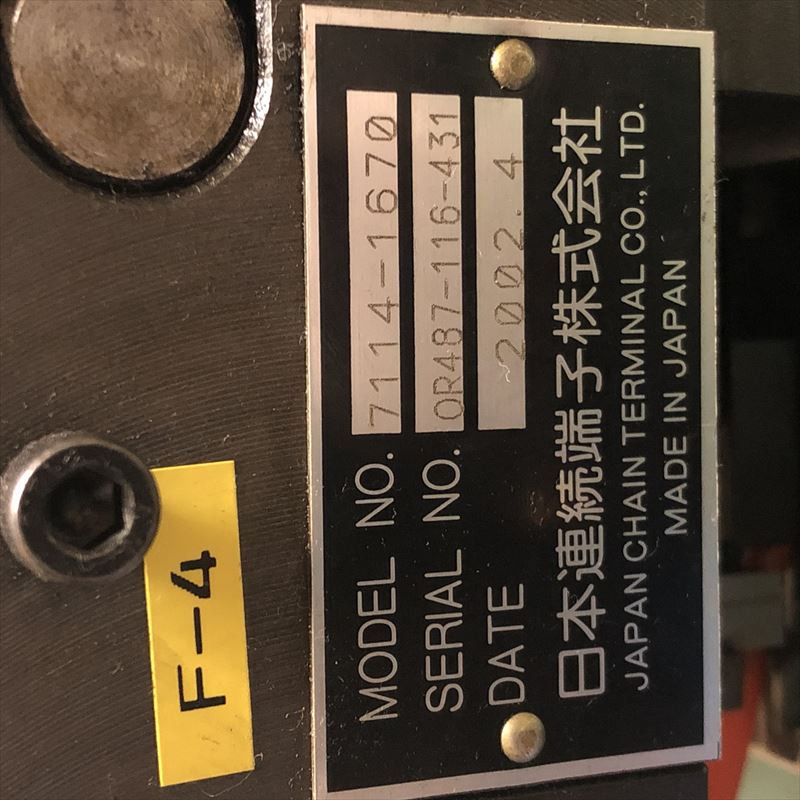 F-4
MODEL NO. 7114-1670
SERIAL NO. 0R487-116-431
DATE 2002.4
日本連続端子株式会社
JAPAN CHAIN TERMINAL CO., LTD.
MADE IN JAPAN